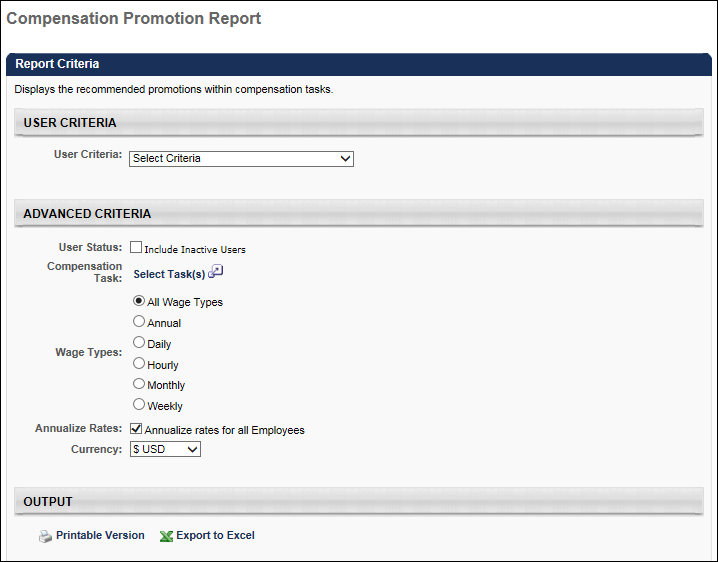 Compensation Promotion Report
Report Criteria
Displays the recommended promotions within compensation tasks.
USER CRITERIA
User Criteria: Select Criteria
ADVANCED CRITERIA
User Status: Include Inactive Users
Compensation
Task: Select Task(s)
All Wage Types
Annual
Daily
Wage Types:
Hourly
Monthly
Weekly
Annualize Rates: Annualize rates for all Employees
Currency: $ USD
OUTPUT
Printable Version Export to Excel